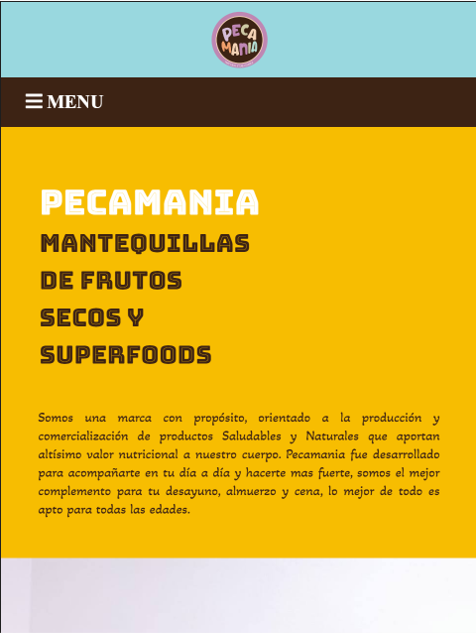 PECA
MANIA
MENU
PECAMANIA
MANTEQUILLAS
DE FRUTOS
SECOS Y
SUPERFOODS
Somos una marca con propósito, orientado a la producción y
comercialización de productos Saludables y Naturales que aportan
altísimo valor nutricional a nuestro cuerpo. Pecamania fue desarrollado
para acompañarte en tu día a día y hacerte mas fuerte, somos el mejor
complemento para tu desayuno, almuerzo y cena, lo mejor de todo es
apto para todas las edades.